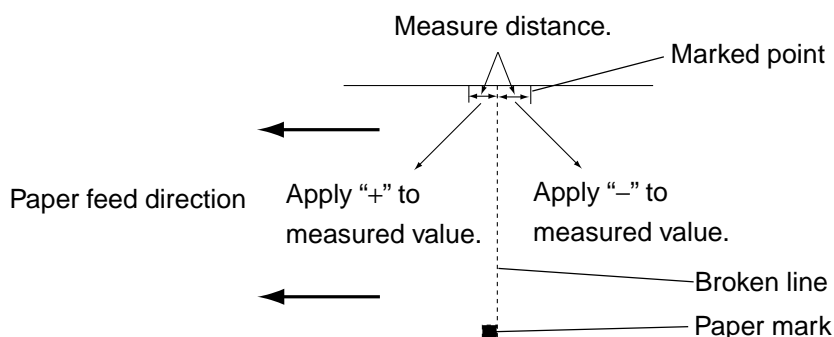 Measure distance.
Marked point
Paper feed direction
Apply “+” to
measured value.
Apply “–” to
measured value.
Broken line
Paper mark